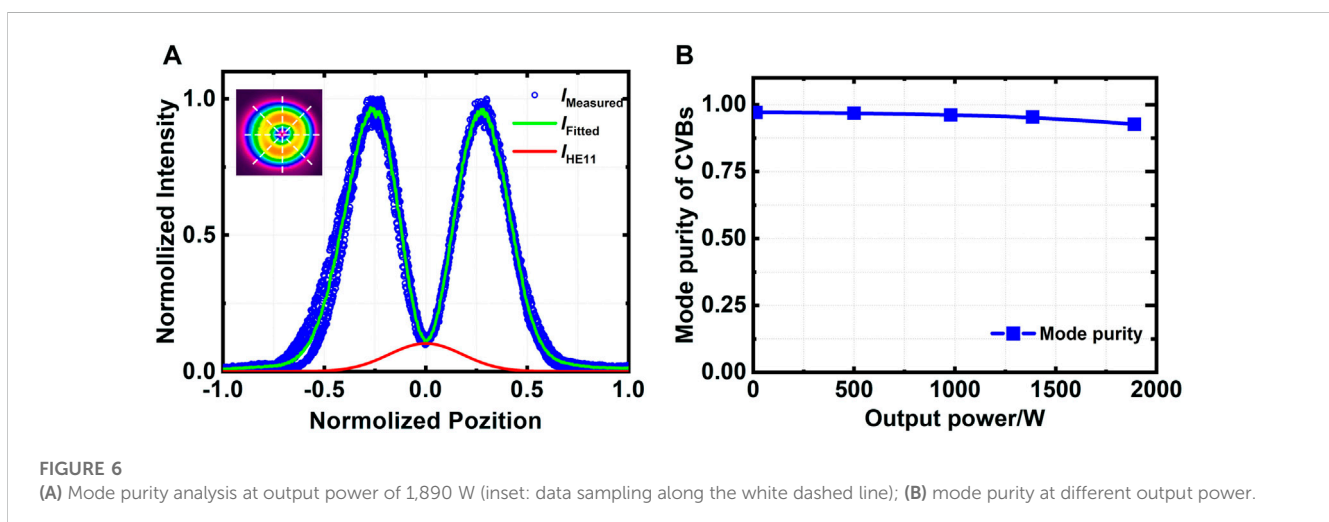 A
Normollized Intensity
1.0
0.5
0.0
-1.0 -0.5 0.0 0.5 1.0
Normolized Pozition
IMeasured
IFitted
IHE11
B
Mode purity of CVBs
1.00
0.75
0.50
0.25
0.00
0 500 1000 1500 2000
Output power/W
Mode purity
FIGURE 6
(A) Mode purity analysis at output power of 1,890 W (inset: data sampling along the white dashed line); (B) mode purity at different output power.